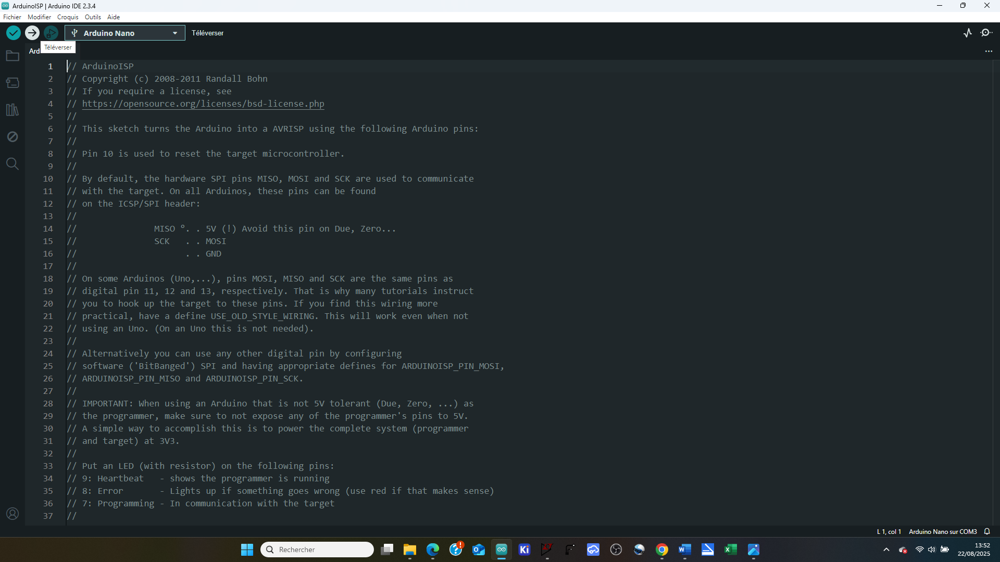 ArduinoISP | Arduino IDE 2.3.4
Fichier Modifier Croquis Outils Aide
Arduino Nano Téléverser
Téléverser
Ard
1 // ArduinoISP
2 // Copyright (c) 2008-2011 Randall Bohn
3 // If you require a license, see
4 // https://opensource.org/licenses/bsd-license.php
5 //
6 // This sketch turns the Arduino into a AVRISP using the following Arduino pins:
7 //
8 // Pin 10 is used to reset the target microcontroller.
9 //
10 // By default, the hardware SPI pins MISO, MOSI and SCK are used to communicate
11 // with the target. On all Arduinos, these pins can be found
12 // on the ICSP/SPI header:
13 //
14 //               MISO °. . 5V (!) Avoid this pin on Due, Zero...
15 //               SCK   . . MOSI
16 //                     . . GND
17 //
18 // On some Arduinos (Uno,...), pins MOSI, MISO and SCK are the same pins as
19 // digital pin 11, 12 and 13, respectively. That is why many tutorials instruct
20 // you to hook up the target to these pins. If you find this wiring more
21 // practical, have a define USE_OLD_STYLE_WIRING. This will work even when not
22 // using an Uno. (On an Uno this is not needed).
23 //
24 // Alternatively you can use any other digital pin by configuring
25 // software ('BitBanged') SPI and having appropriate defines for ARDUINOISP_PIN_MOSI,
26 // ARDUINOISP_PIN_MISO and ARDUINOISP_PIN_SCK.
27 //
28 // IMPORTANT: When using an Arduino that is not 5V tolerant (Due, Zero, ...) as
29 // the programmer, make sure to not expose any of the programmer's pins to 5V.
30 // A simple way to accomplish this is to power the complete system (programmer
31 // and target) at 3V3.
32 //
33 // Put an LED (with resistor) on the following pins:
34 // 9: Heartbeat   - shows the programmer is running
35 // 8: Error       - Lights up if something goes wrong (use red if that makes sense)
36 // 7: Programming - In communication with the target
37 //
L 1, col 1 Arduino Nano sur COM3
Rechercher
Ki
13:52
22/08/2025